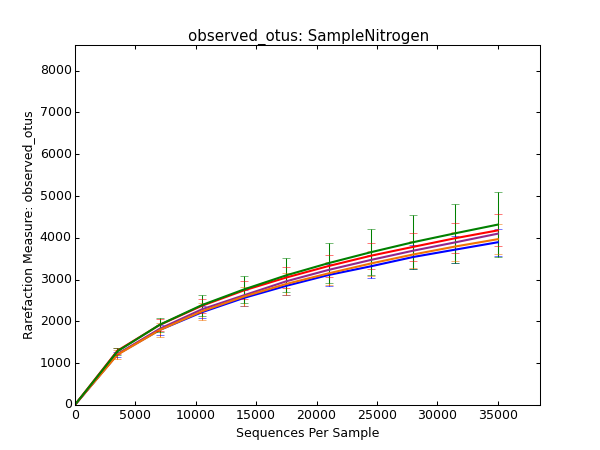 observed_otus: SampleNitrogen
Rarefaction Measure: observed_otus
8000
7000
6000
5000
4000
3000
2000
1000
0
0 5000 10000 15000 20000 25000 30000 35000
Sequences Per Sample